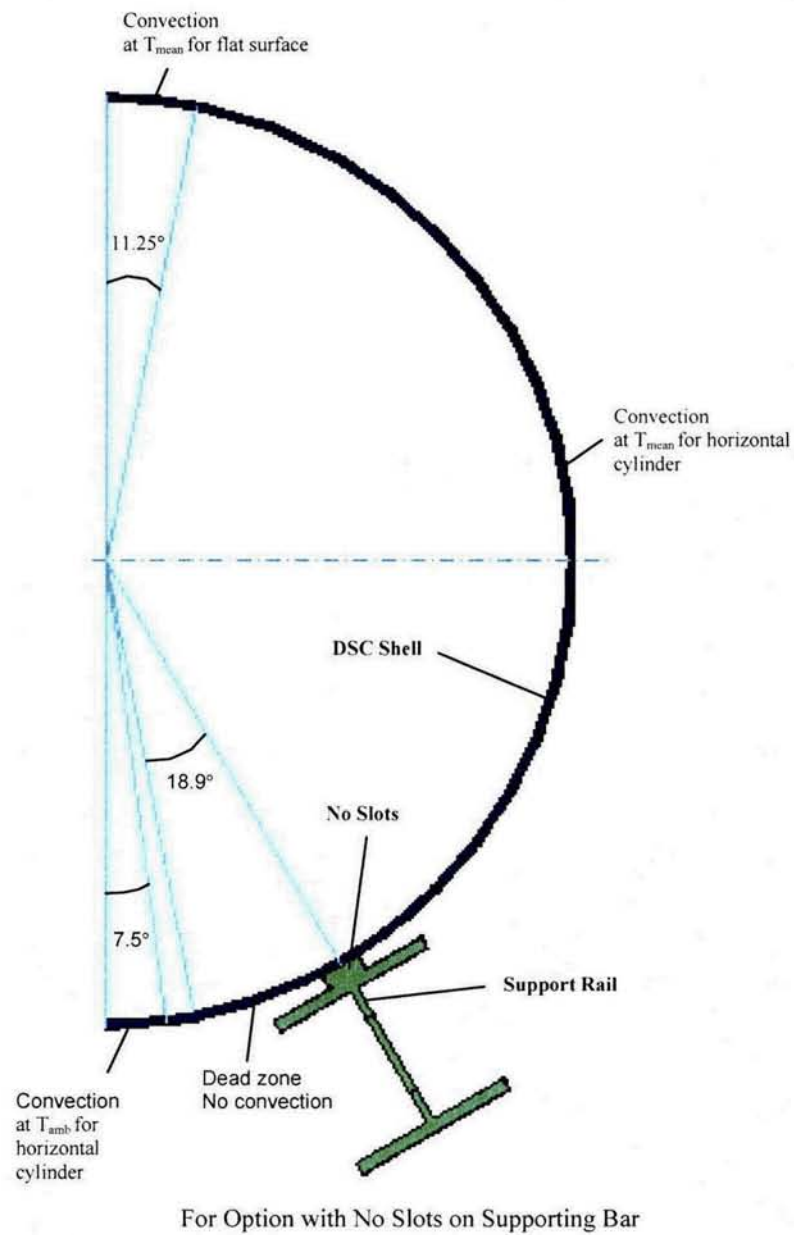 Convection
at Tmean for flat surface
11.25°
Convection
at Tmean for horizontal
cylinder
DSC Shell
18.9°
No Slots
7.5°
Support Rail
Dead zone
No convection
Convection
at Tamb for
horizontal
cylinder
For Option with No Slots on Supporting Bar